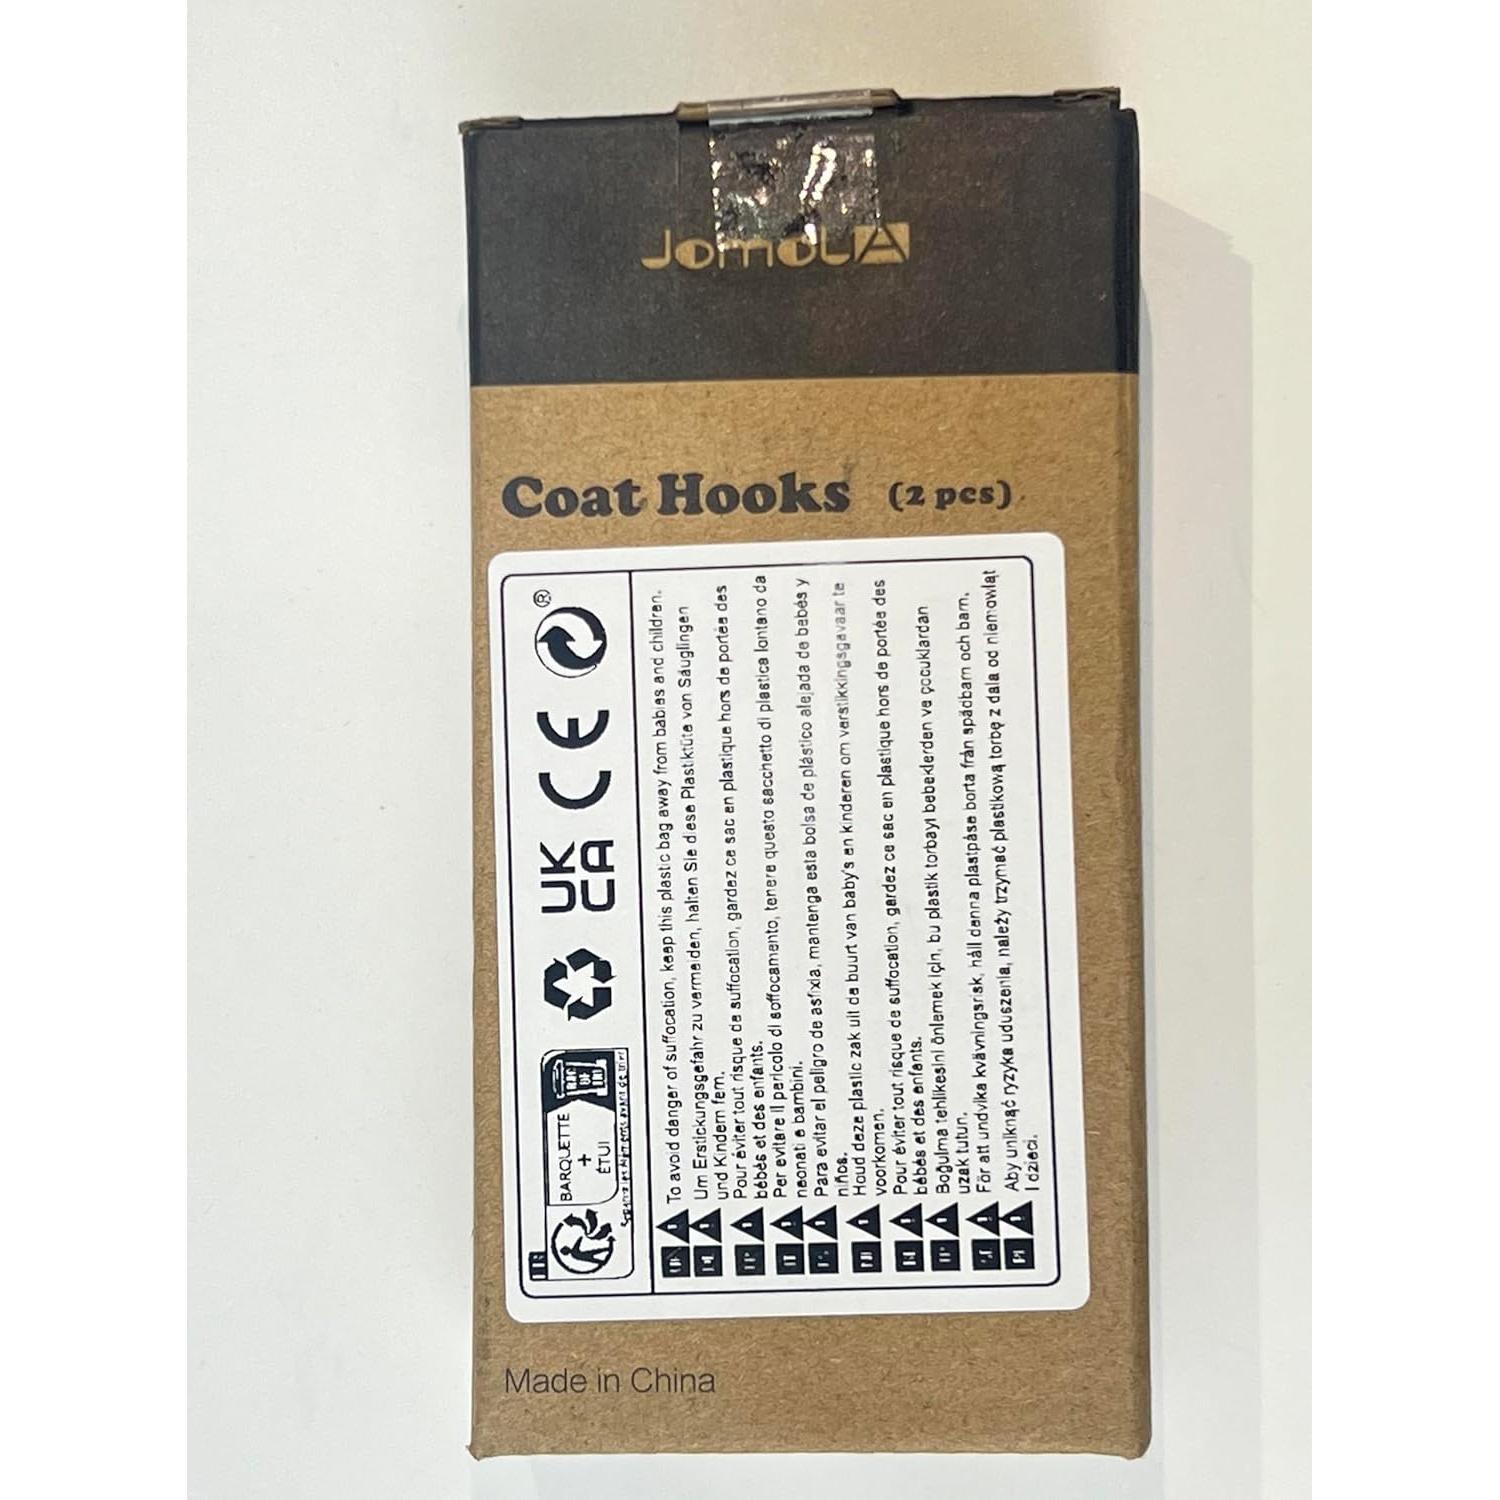 JomoLA
Coat Hooks (2 pcs)
BARQUETTE
+
ÉTUI
UK
CA
CE
®
To avoid danger of suffocation, keep this plastic bag away from babies and children.
Um Erstickungsgefahr zu vermeiden, halten Sie diese Plastiktüte von Säuglingen
und Kindern fern.
Pour éviter tout risque de suffocation, gardez ce sac en plastique hors de portée des
bébés et des enfants.
Per evitare il pericolo di soffocamento, tenere questo sacchetto di plastica lontano da
neonati e bambini.
Para evitar el peligro de asfixia, mantenga esta bolsa de plástico alejada de bebés y
niños.
Houd deze plastic zak uit de buurt van baby's en kinderen om verstikkingsgevaar te
voorkomen.
Pour éviter tout risque de suffocation, gardez ce sac en plastique hors de portée des
bébés et des enfants.
Boğulma tehlikesini önlemek için, bu plastik torbayı bebeklerden ve çocuklardan
uzak tutun.
För att undvika kvävningsrisk, håll denna plastpåse borta från spädbarn och barn.
Aby uniknąć ryzyka uduszenia, należy trzymać plastikową torbę z dala od niemowląt
i dzieci.
Made in China